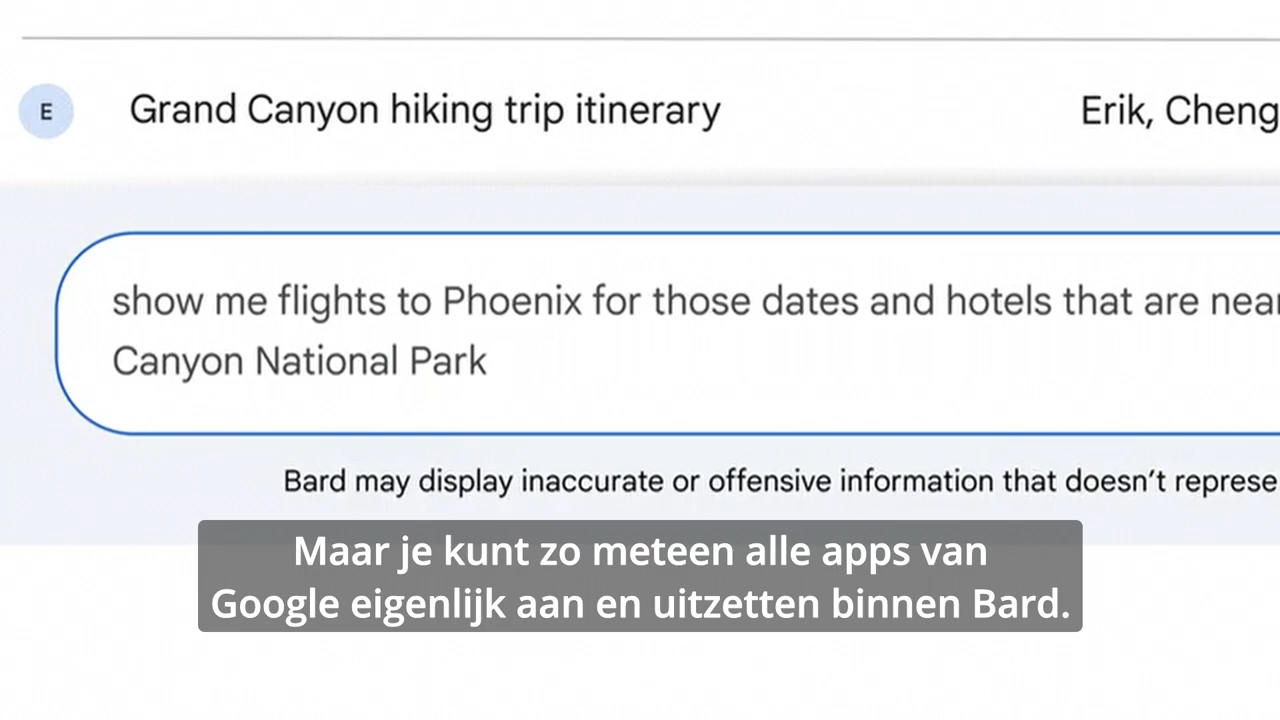 E
Grand Canyon hiking trip itinerary
Erik, Cheng
show me flights to Phoenix for those dates and hotels that are near
Canyon National Park
Bard may display inaccurate or offensive information that doesn't represe
Maar je kunt zo meteen alle apps van
Google eigenlijk aan en uitzetten binnen Bard.